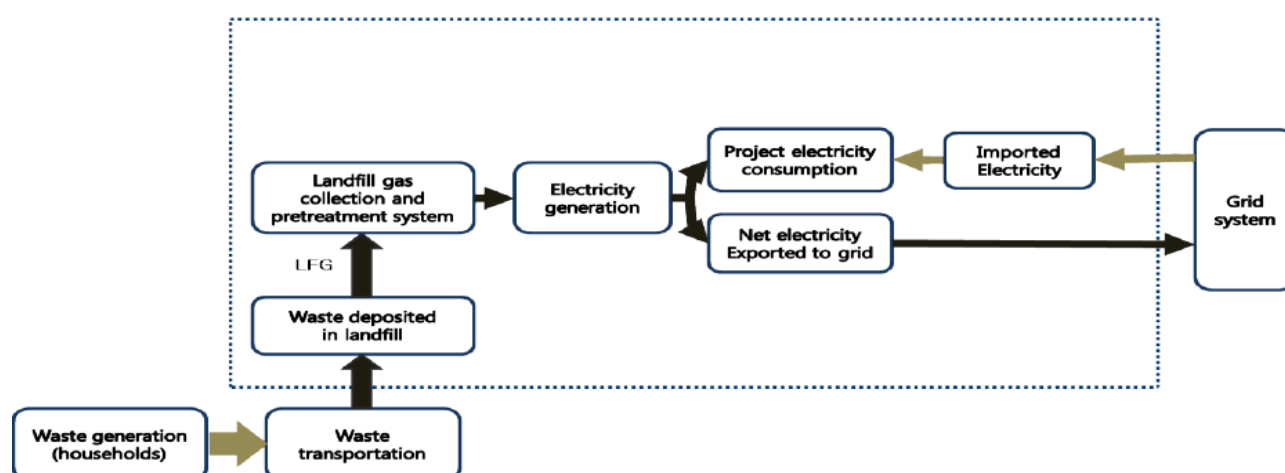 Project electricity
consumption
Imported
Electricity
Landfill gas
collection and
pretreatment system
Electricity
generation
Grid
system
Net electricity
Exported to grid
LFG
Waste deposited
in landfill
Waste generation
(households)
Waste
transportation